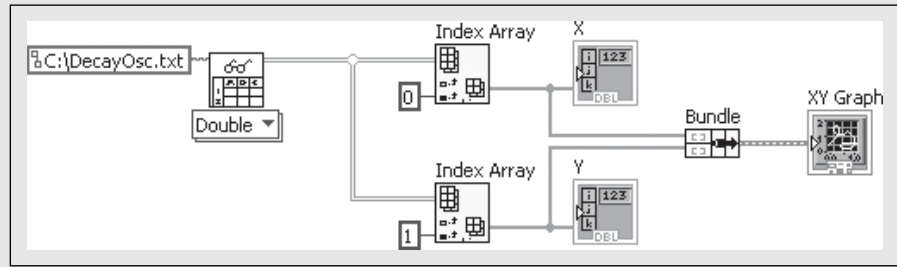 Index Array
X
C:\DecayOsc.txt
123
DBL
0
Double
Bundle
XY Graph
Index Array
Y
123
DBL
1